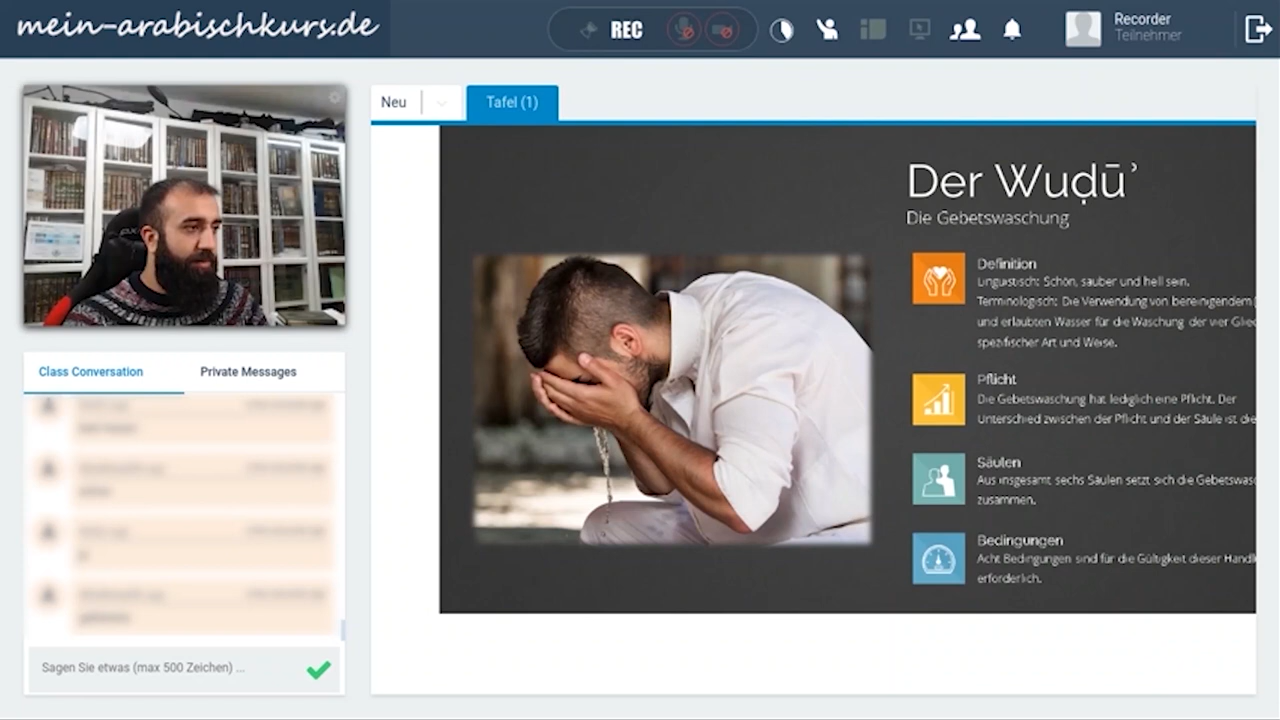 mein-arabischkurs.de
REC
Recorder
Teilnehmer
Neu
Tafel (1)
Der Wuḍūʾ
Die Gebetswaschung
Definition
Linguistisch: Schön, sauber und hell sein.
Terminologisch: Die Verwendung von bereinigendem
und erlaubten Wasser für die Waschung der vier Glied
spezifischer Art und Weise.
Pflicht
Die Gebetswaschung hat lediglich eine Pflicht. Der
Unterschied zwischen der Pflicht und der Säule ist die
Säulen
Aus insgesamt sechs Säulen setzt sich die Gebetswasc
zusammen.
Bedingungen
Acht Bedingungen sind für die Gültigkeit dieser Handl
erforderlich.
Class Conversation
Private Messages
Sagen Sie etwas (max 500 Zeichen) ...